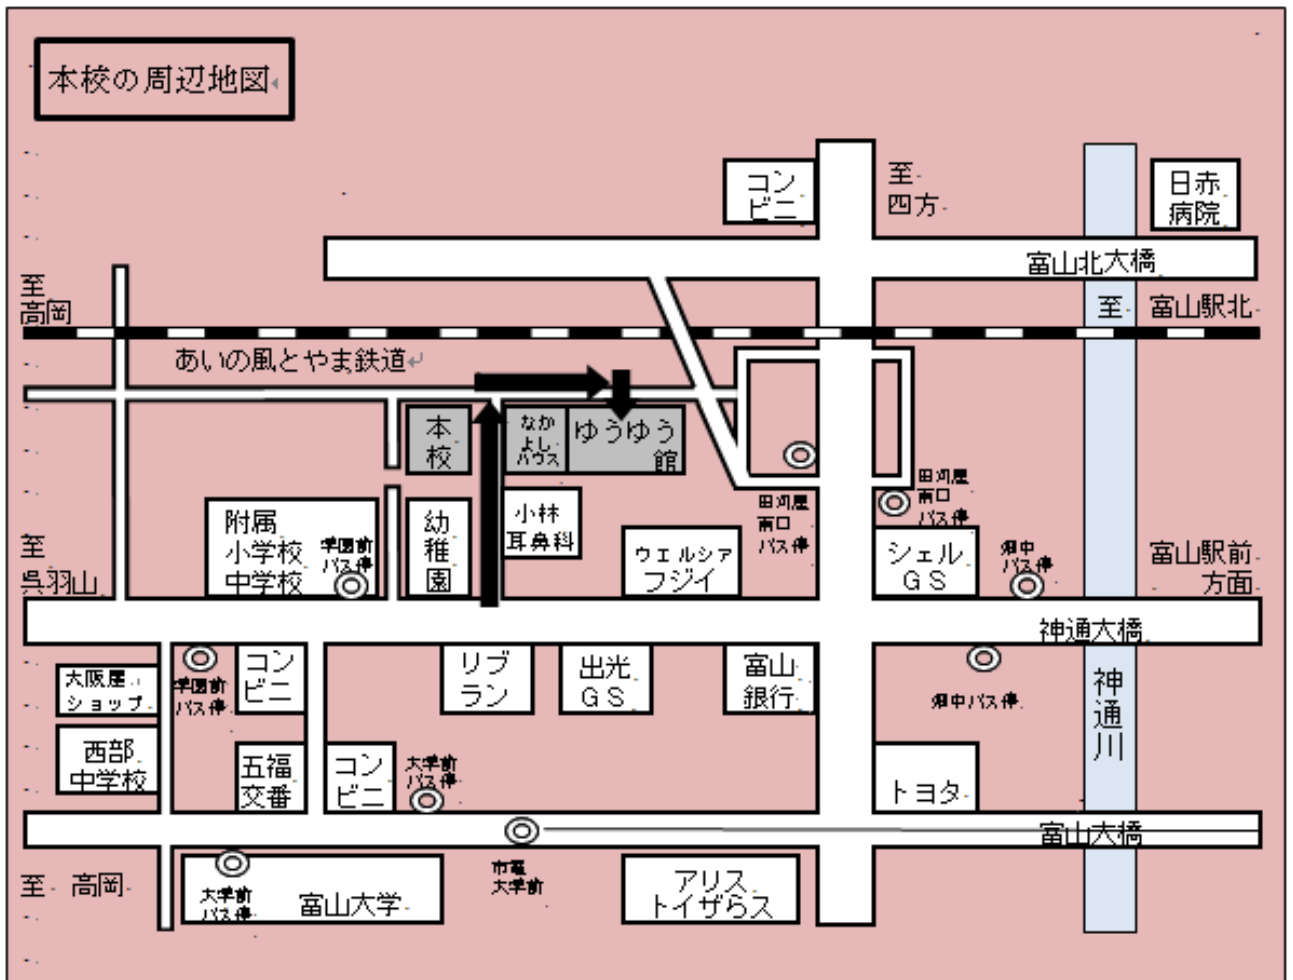 本校の周辺地図
コン
ビニ
至
四方
日赤
病院
富山北大橋
至
高岡
至 富山駅北
あいの風とやま鉄道
本
校
なか
よし
ハウス
ゆうゆう
館
田刈屋
南口
バス停
田刈屋
南口
バス停
附属
小学校
中学校
学園前
バス停
幼
稚
園
小林
耳鼻科
ウエルシア
フジイ
シェル
GS
畑中
バス停
至
呉羽山
富山駅前
方面
神通大橋
大阪屋
ショップ
学園前
バス停
コン
ビニ
リブ
ラン
出光
GS
富山
銀行
畑中バス停
神
通
川
西部
中学校
五福
交番
コン
ビニ
大学前
バス停
トヨタ
富山大橋
至 高岡
大学前
バス停
富山大学
市電
大学前
アリス
トイザらス